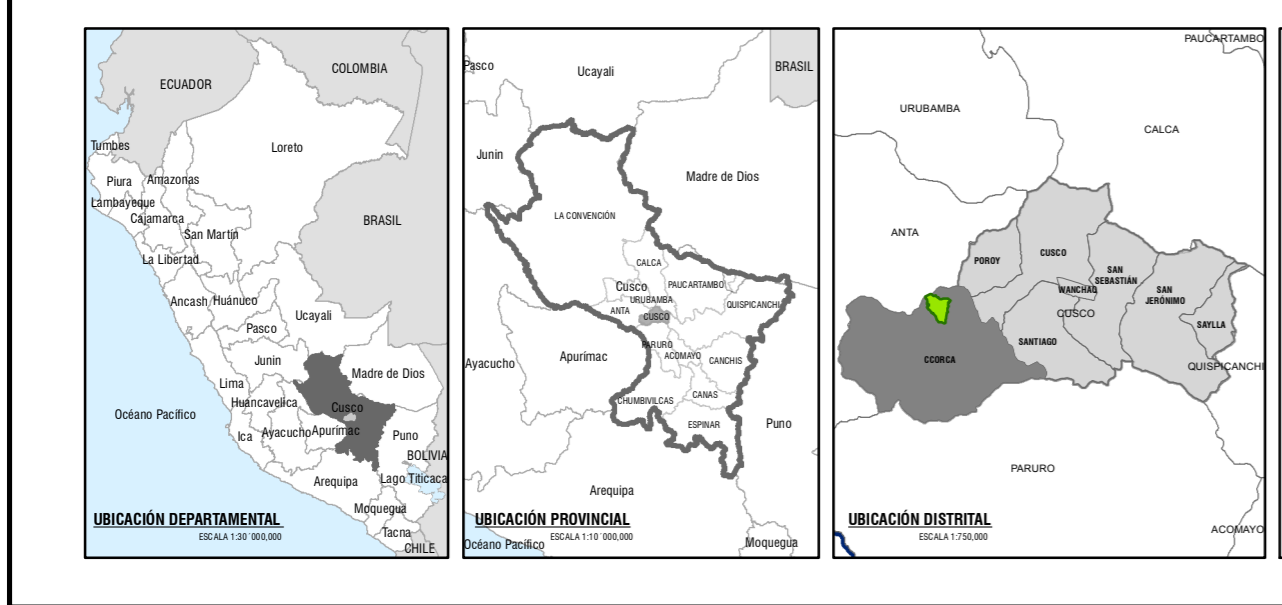 ECUADOR
COLOMBIA
Tumbes
Loreto
Piura
Amazonas
Lambayeque
Cajamarca
San Martín
BRASIL
La Libertad
Ancash
Huánuco
Ucayali
Pasco
Junin
Madre de Dios
Lima
Huancavelica
Cusco
Océano Pacífico
Ica
Ayacucho
Apurímac
Puno
BOLIVIA
Arequipa
Lago Titicaca
Moquegua
Tacna
CHILE
UBICACIÓN DEPARTAMENTAL
ESCALA 1:30´000,000
Pasco
Ucayali
BRASIL
Junin
Madre de Dios
LA CONVENCIÓN
CALCA
Cusco
PAUCARTAMBO
URUBAMBA
QUISPICANCHI
ANTA
CUSCO
PARURO
ACOMAYO
CANCHIS
Ayacucho
Apurímac
CHUMBIVILCAS
CANAS
ESPINAR
Puno
Arequipa
UBICACIÓN PROVINCIAL
ESCALA 1:10´000,000
Océano Pacífico
Moquegua
PAUCARTAMBO
URUBAMBA
CALCA
ANTA
POROY
CUSCO
SAN
SEBASTIÁN
WANCHAQ
SAN
JERÓNIMO
CUSCO
SAYLLA
SANTIAGO
CCORCA
QUISPICANCHI
PARURO
UBICACIÓN DISTRITAL
ESCALA 1:750,000
ACOMAYO